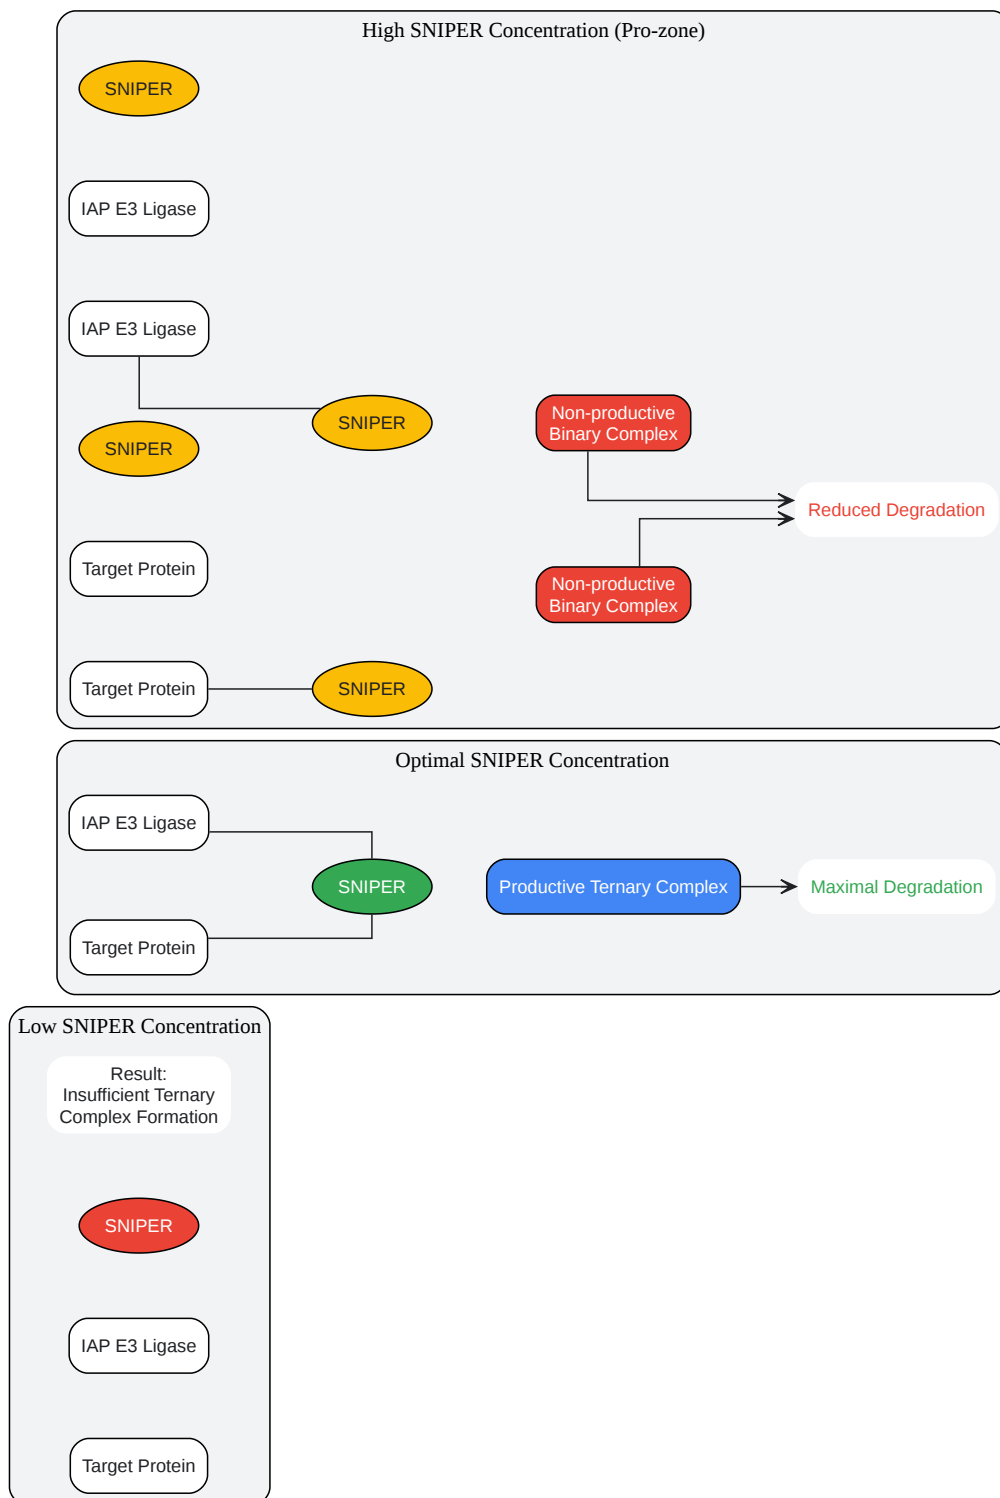 High SNIPER Concentration (Pro-zone)
SNIPER
IAP E3 Ligase
IAP E3 Ligase
SNIPER
SNIPER
Target Protein
Target Protein
SNIPER
Non-productive
Binary Complex
Non-productive
Binary Complex
Reduced Degradation
Optimal SNIPER Concentration
IAP E3 Ligase
Target Protein
SNIPER
Productive Ternary Complex
Maximal Degradation
Low SNIPER Concentration
Result:
Insufficient Ternary
Complex Formation
SNIPER
IAP E3 Ligase
Target Protein